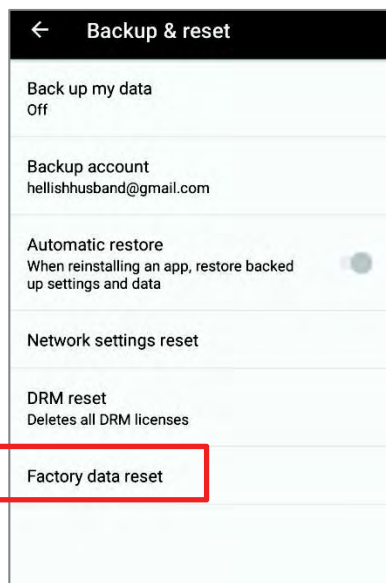 Backup & reset
Back up my data
Off
Backup account
hellishhusband@gmail.com
Automatic restore
When reinstalling an app, restore backed
up settings and data
Network settings reset
DRM reset
Deletes all DRM licenses
Factory data reset